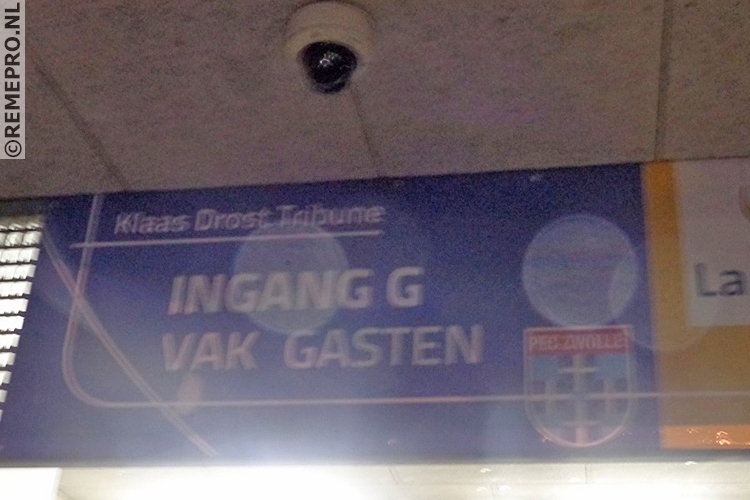 ©REMEPRO.NL
Klaas Drost Tribune
INGANG G
VAK GASTEN
PEC ZWOLLE
La